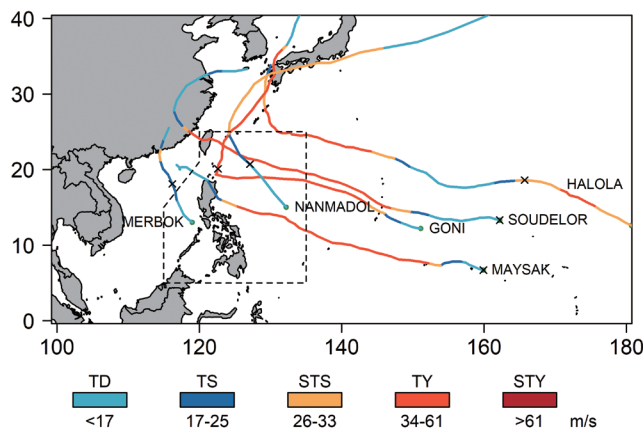 40
30
20
10
0
HALOLA
NANMADOL
MERBOK
SOUDELOR
GONI
MAYSAK
100 120 140 160 180
TD TS STS TY STY
<17 17-25 26-33 34-61 >61 m/s